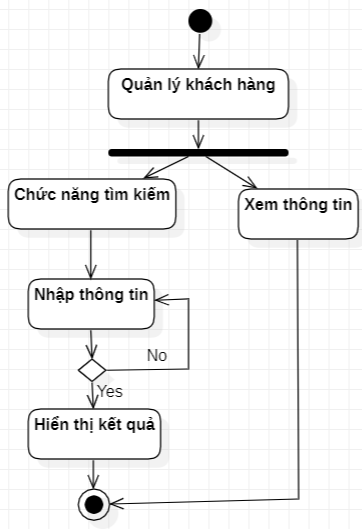 Quản lý khách hàng
Chức năng tìm kiếm
Xem thông tin
Nhập thông tin
No
Yes
Hiển thị kết quả